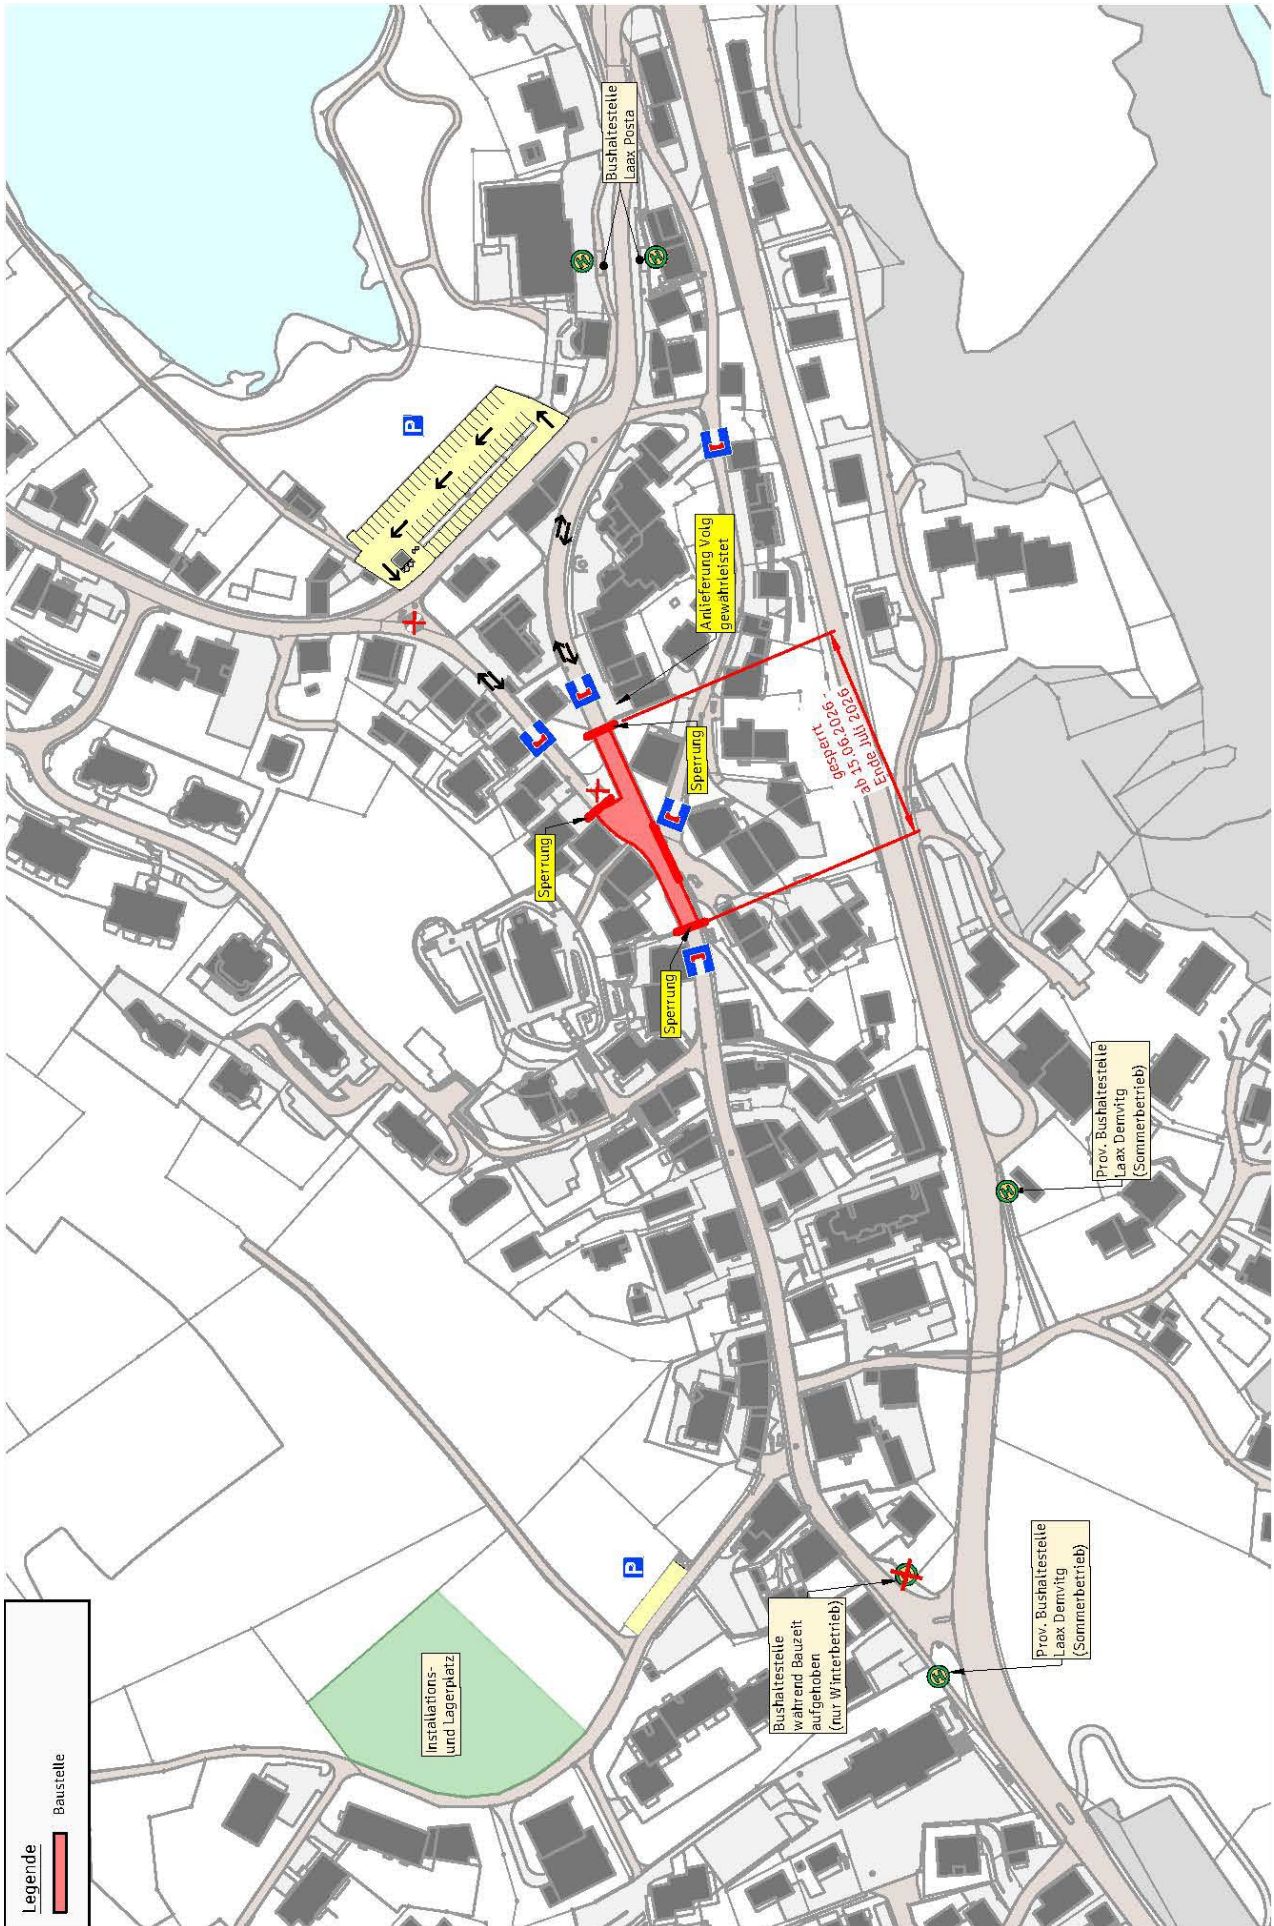 Legende
Baustelle
Installations-
und Lagerplatz
P
Bushaltestelle
während Bauzeit
aufgehoben
(nur Winterbetrieb)
Prov. Bushaltestelle
Laax Demvitg
(Sommerbetrieb)
H
Prov. Bushaltestelle
Laax Demvitg
(Sommerbetrieb)
H
Sperrung
Sperrung
Sperrung
gesperrt
ab 15.06.2026 -
Ende Juli 2026
Anlieferung Volg
gewährleistet
P
Bushaltestelle
Laax Posta
H
H